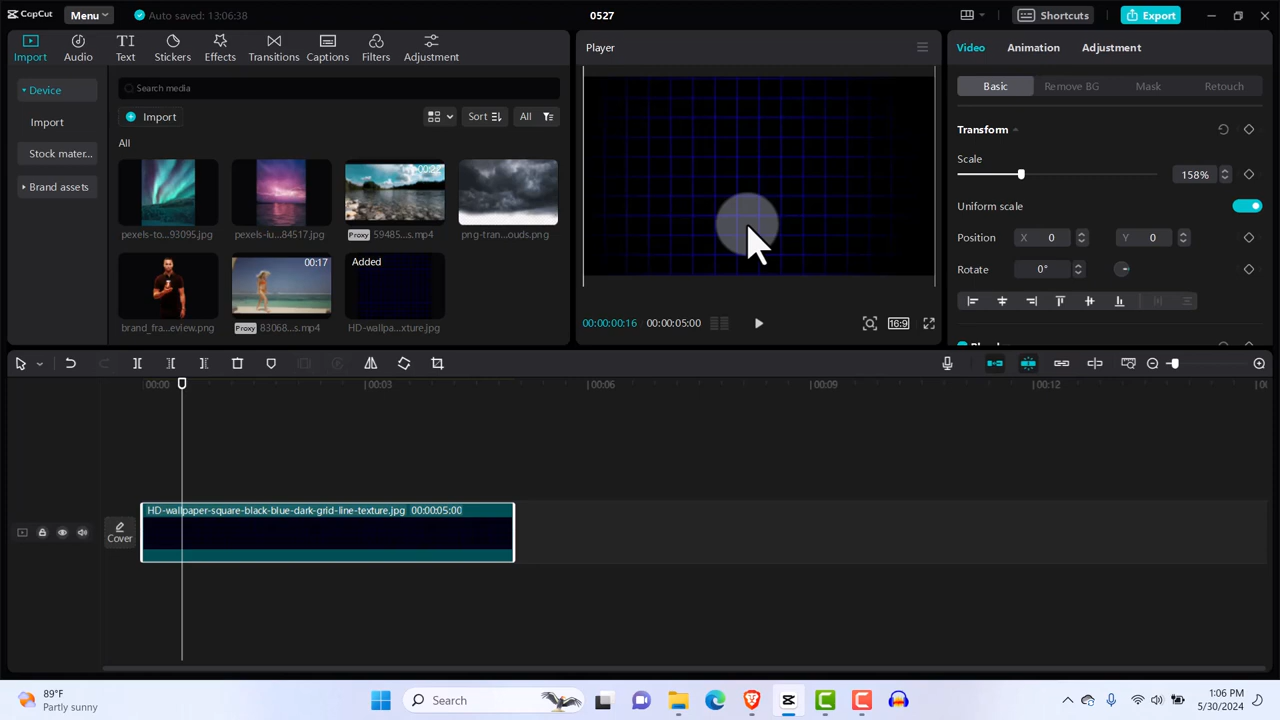 CapCut
Menu
Auto saved: 13:06:38
0527
Shortcuts
Export
Import
Audio
Text
Stickers
Effects
Transitions
Captions
Filters
Adjustment
Device
Import
Stock mater...
Brand assets
Search media
Import
Sort
All
All
pexels-to...93095.jpg
pexels-iu...84517.jpg
Proxy
59485...s.mp4
png-tran...ouds.png
brand_fra...eview.png
00:17
Proxy
83068...s.mp4
Added
HD-wallpa...xture.jpg
Player
00:00:00:16
00:00:05:00
16:9
Video
Animation
Adjustment
Basic
Remove BG
Mask
Retouch
Transform
Scale
158%
Uniform scale
Position
X 0
Y 0
Rotate
0°
00:00
00:03
00:06
00:09
00:12
Cover
HD-wallpaper-square-black-blue-dark-grid-line-texture.jpg 00:00:05:00
89°F
Partly sunny
Search
1:06 PM
5/30/2024